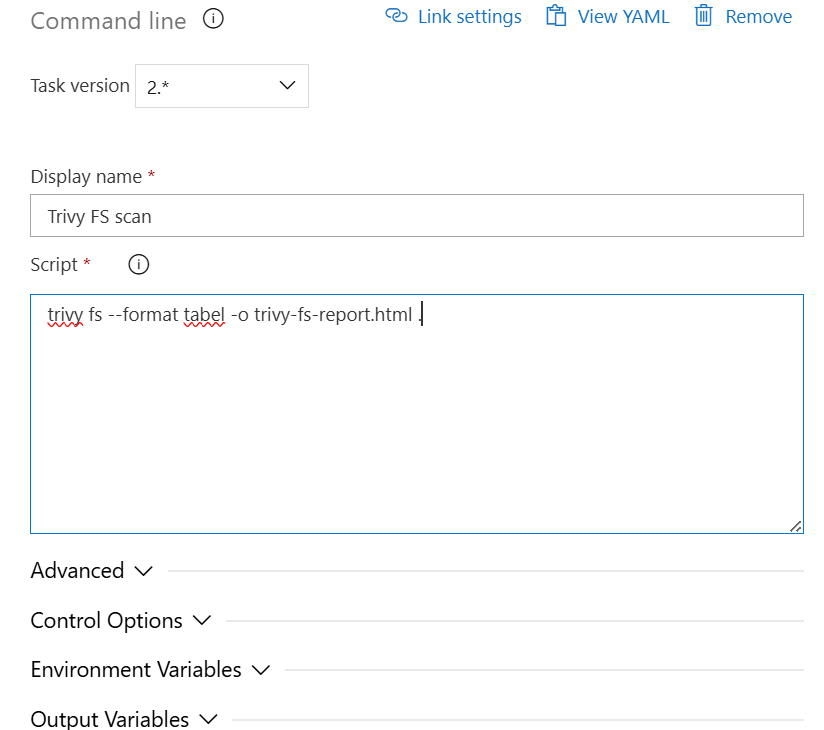 Command line Link settings View YAML Remove
Task version 2.*
Display name *
Trivy FS scan
Script *
trivy fs --format tabel -o trivy-fs-report.html .
Advanced
Control Options
Environment Variables
Output Variables